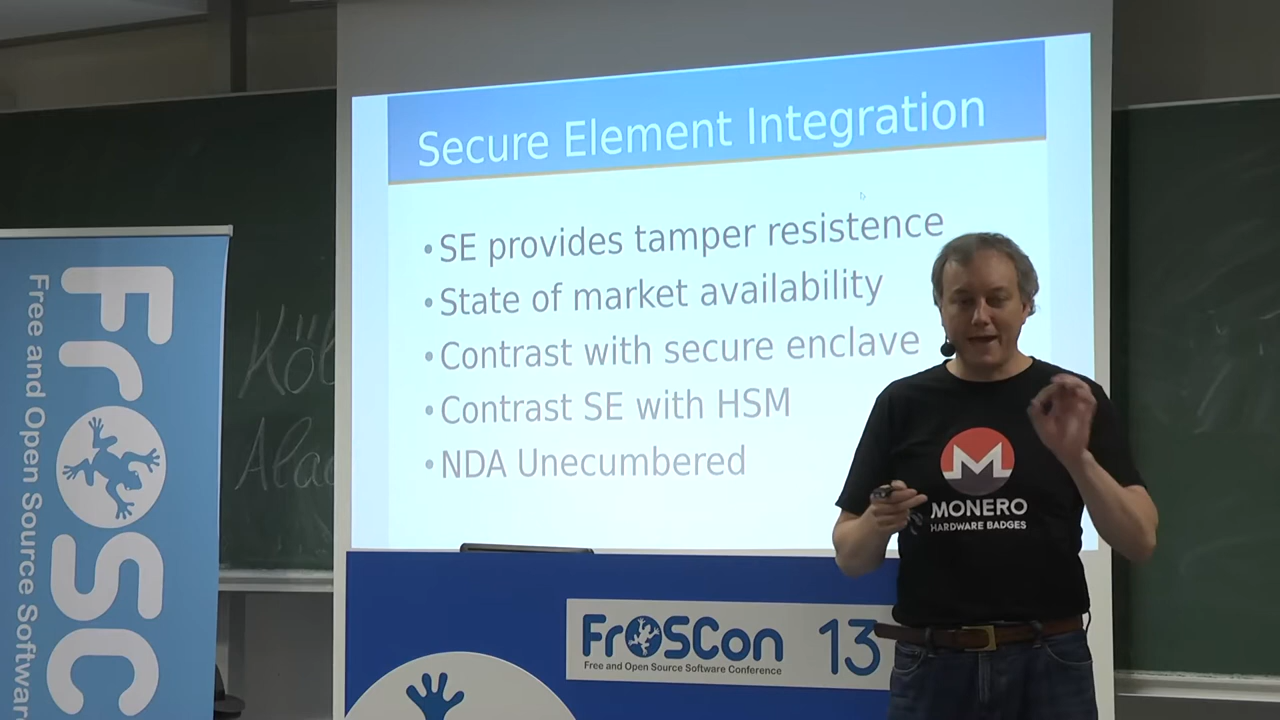 Secure Element Integration
•SE provides tamper resistence
•State of market availability
•Contrast with secure enclave
•Contrast SE with HSM
•NDA Unecumbered
FrOSC
Free and Open Source Software
MONERO
HARDWARE BADGES
FrOSCon 13
Free and Open Source Software Conference